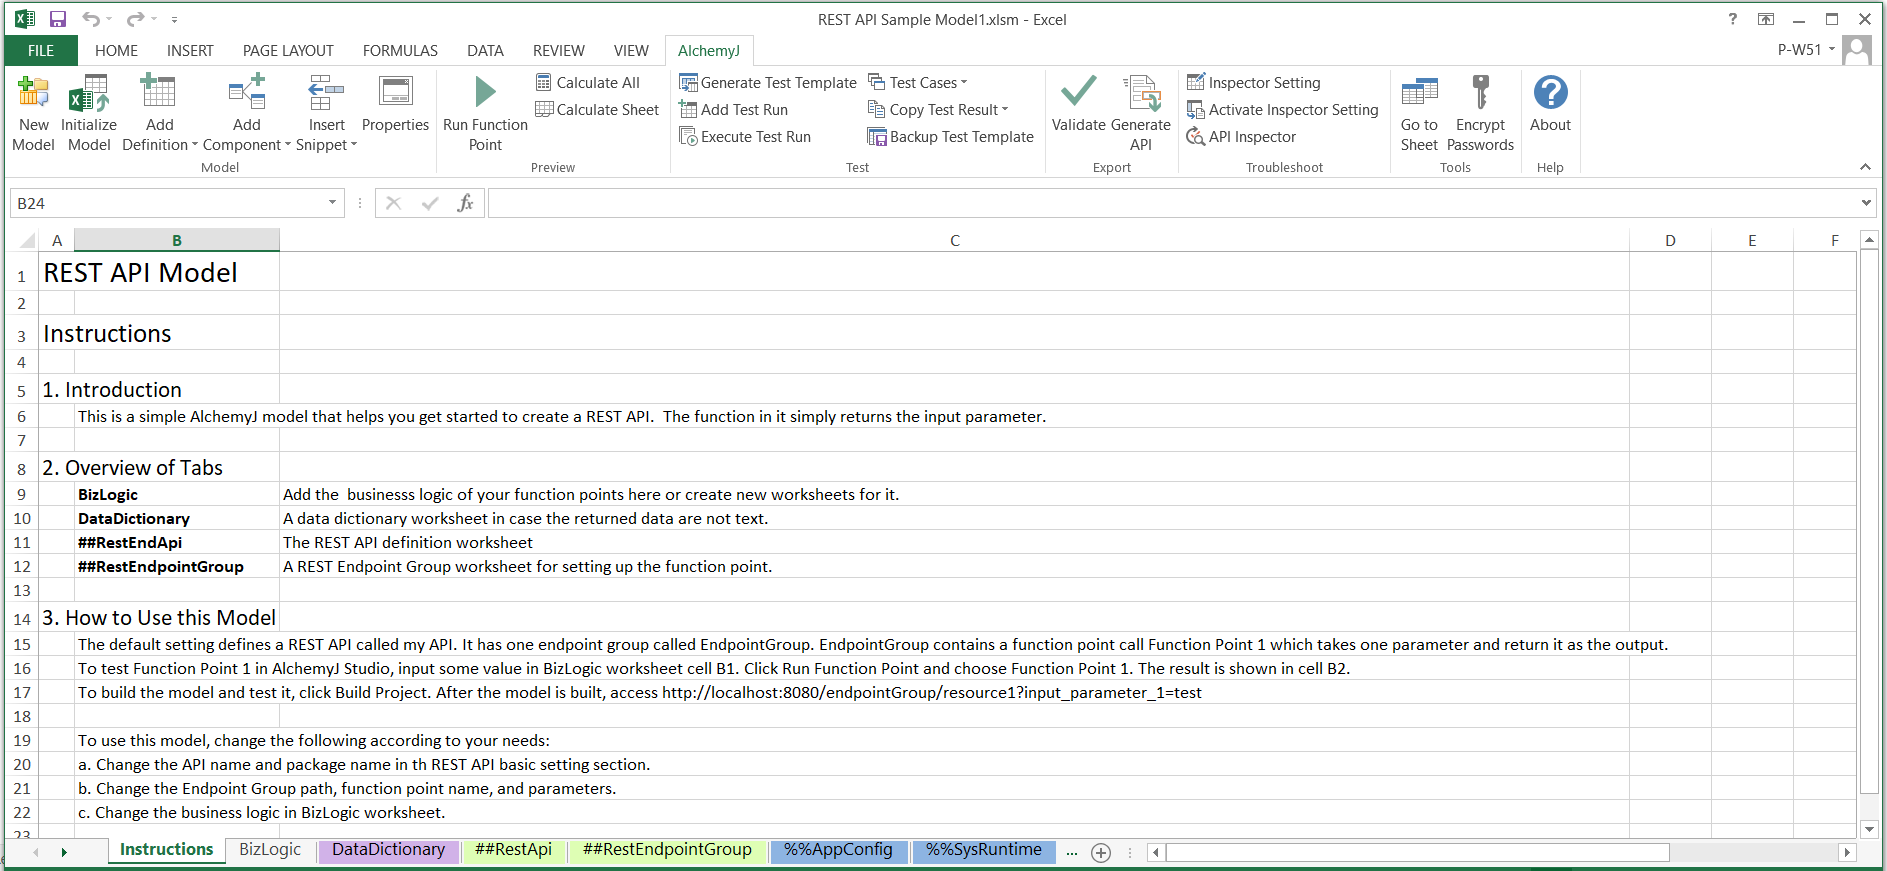 REST API Sample Model1.xlsm - Excel
?
FILE HOME INSERT PAGE LAYOUT FORMULAS DATA REVIEW VIEW AlchemyJ P-W51
New Model
Initialize Model
Add Definition
Add Component
Insert Snippet
Properties
Model
Run Function Point
Calculate All
Calculate Sheet
Preview
Generate Test Template
Add Test Run
Execute Test Run
Test Cases
Copy Test Result
Backup Test Template
Test
Validate
Generate API
Export
Inspector Setting
Activate Inspector Setting
API Inspector
Troubleshoot
Go to Sheet
Encrypt Passwords
Tools
About
Help
B24 fx
A B C D E F
1 REST API Model
2
3 Instructions
4
5 1. Introduction
6 This is a simple AlchemyJ model that helps you get started to create a REST API.  The function in it simply returns the input parameter.
7
8 2. Overview of Tabs
9 BizLogic Add the  businesss logic of your function points here or create new worksheets for it.
10 DataDictionary A data dictionary worksheet in case the returned data are not text.
11 ##RestEndApi The REST API definition worksheet
12 ##RestEndpointGroup A REST Endpoint Group worksheet for setting up the function point.
13
14 3. How to Use this Model
15 The default setting defines a REST API called my API. It has one endpoint group called EndpointGroup. EndpointGroup contains a function point call Function Point 1 which takes one parameter and return it as the output.
16 To test Function Point 1 in AlchemyJ Studio, input some value in BizLogic worksheet cell B1. Click Run Function Point and choose Function Point 1. The result is shown in cell B2.
17 To build the model and test it, click Build Project. After the model is built, access http://localhost:8080/endpointGroup/resource1?input_parameter_1=test
18
19 To use this model, change the following according to your needs:
20 a. Change the API name and package name in th REST API basic setting section.
21 b. Change the Endpoint Group path, function point name, and parameters.
22 c. Change the business logic in BizLogic worksheet.
23
Instructions BizLogic DataDictionary ##RestApi ##RestEndpointGroup %%AppConfig %%SysRuntime ...